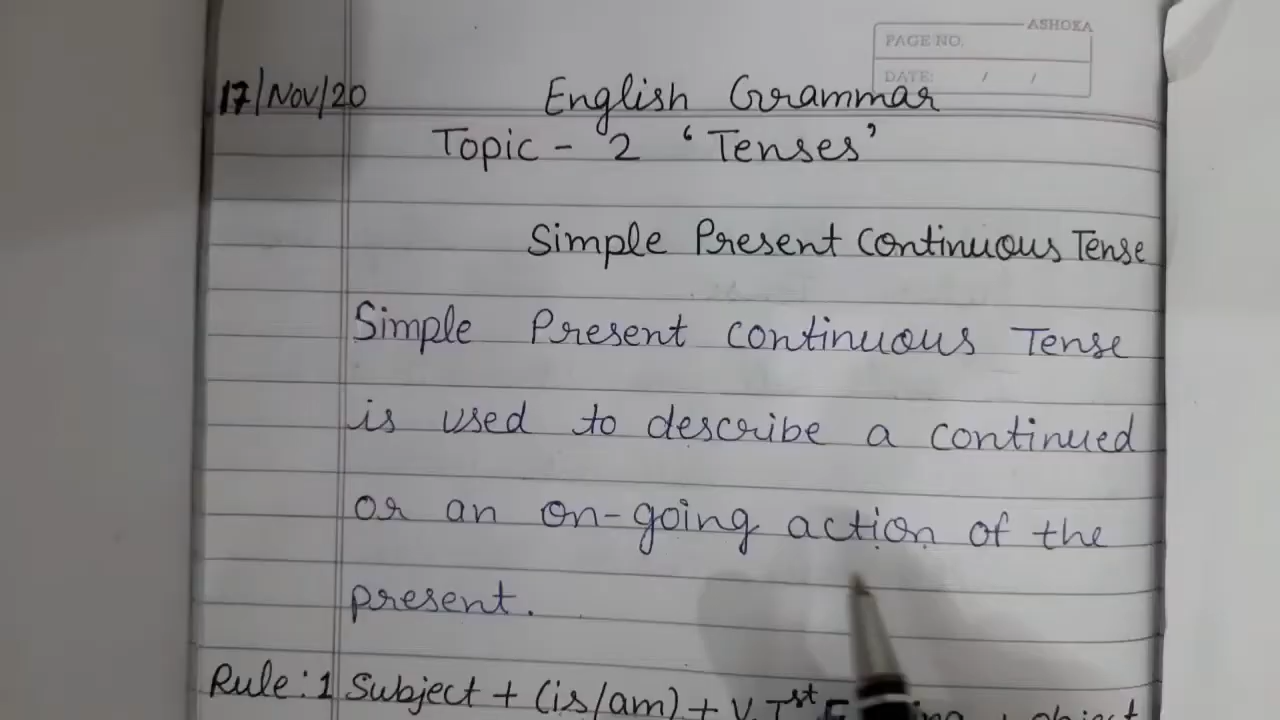 ASHOKA
PAGE NO.
DATE: / /
17/Nov/20 English Grammar
Topic - 2 'Tenses'
Simple Present Continuous Tense
Simple Present continuous Tense
is used to describe a continued
or an on-going action of the
present.
Rule: 1 Subject + (is/am) + V. Ist object